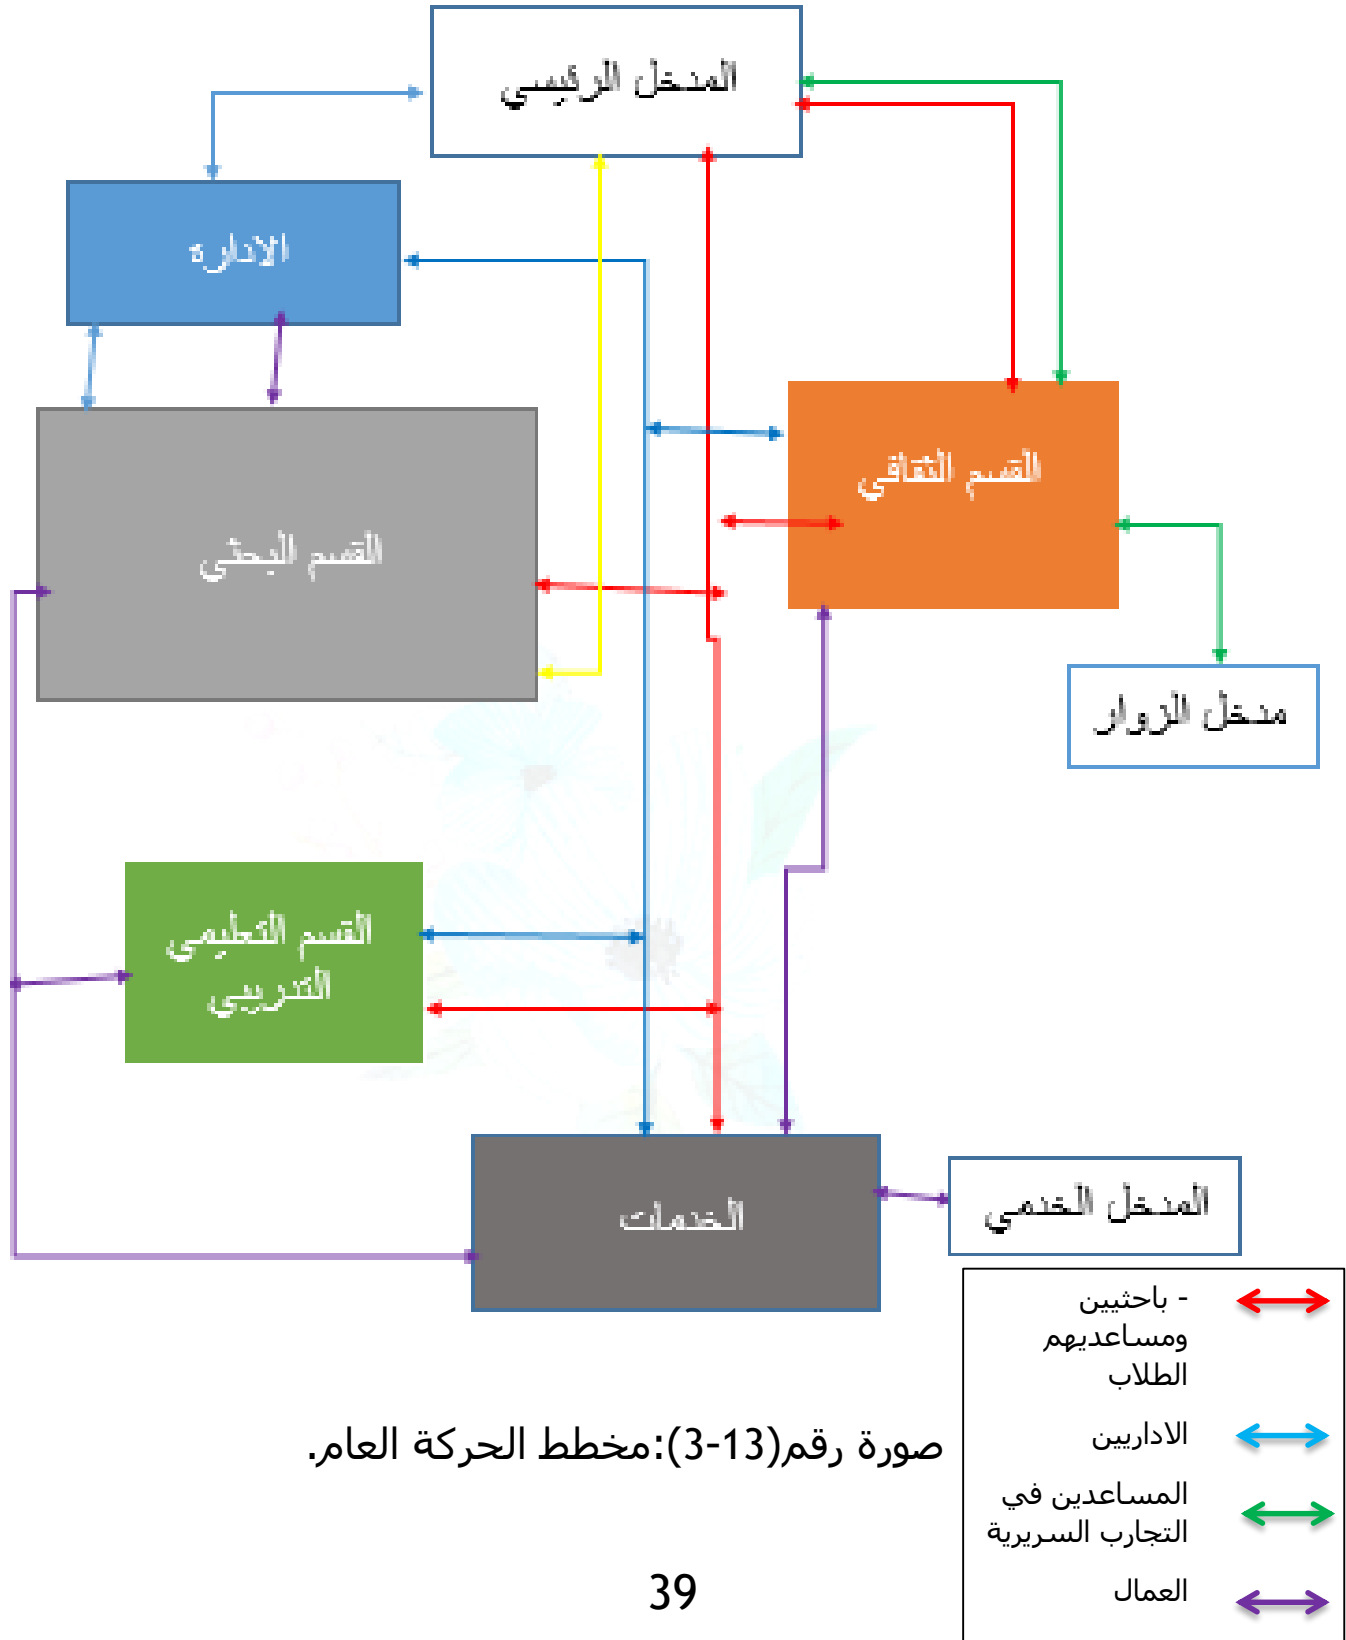 المدخل الرئيسي
الادارة
القسم الثقافي
القسم البحثي
مدخل الزوار
القسم التعليمي
التدريبي
الخدمات
المدخل الخدمي
- باحثيين
ومساعديهم
الطلاب
الاداريين
المساعدين في
التجارب السريرية
العمال
صورة رقم(13-3):مخطط الحركة العام.
39